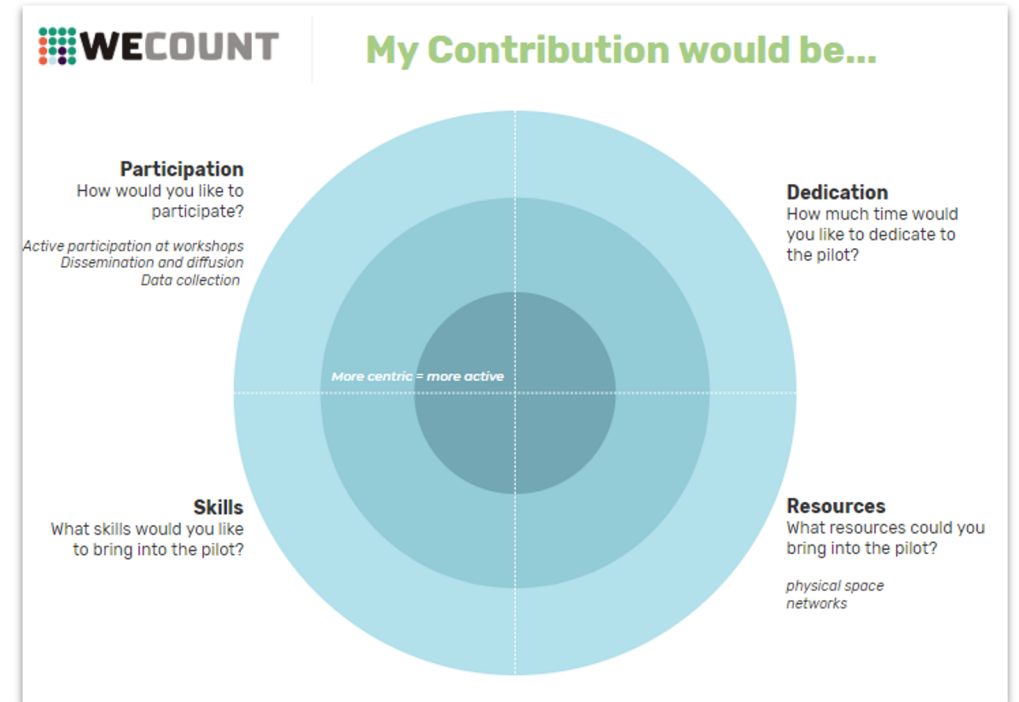 WECOUNT
My Contribution would be...
Participation
How would you like to
participate?
Active participation at workshops
Dissemination and diffusion
Data collection
Dedication
How much time would
you like to dedicate to
the pilot?
More centric = more active
Skills
What skills would you like
to bring into the pilot?
Resources
What resources could you
bring into the pilot?
physical space
networks